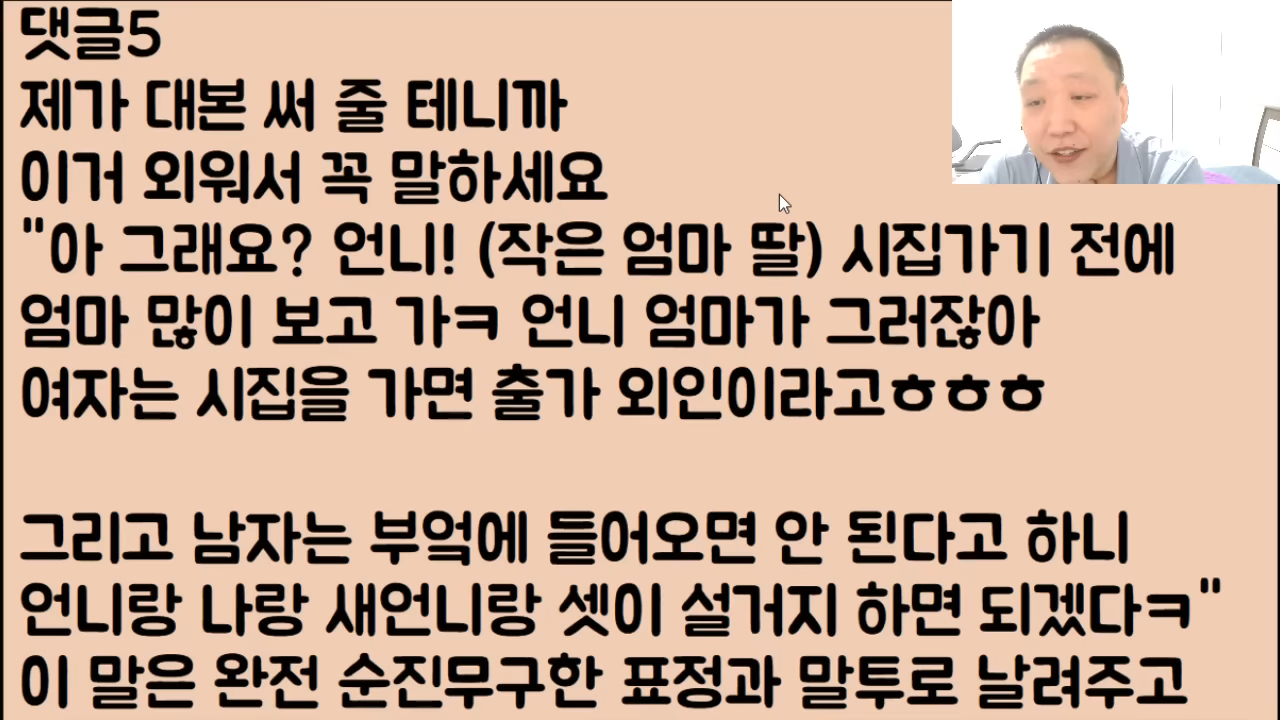 댓글5
제가 대본 써 줄 테니까
이거 외워서 꼭 말하세요
"아 그래요? 언니! (작은 엄마 딸) 시집가기 전에
엄마 많이 보고 가ㅋ 언니 엄마가 그러잖아
여자는 시집을 가면 출가 외인이라고ㅎㅎㅎ
그리고 남자는 부엌에 들어오면 안 된다고 하니
언니랑 나랑 새언니랑 셋이 설거지 하면 되겠다ㅋ"
이 말은 완전 순진무구한 표정과 말투로 날려주고